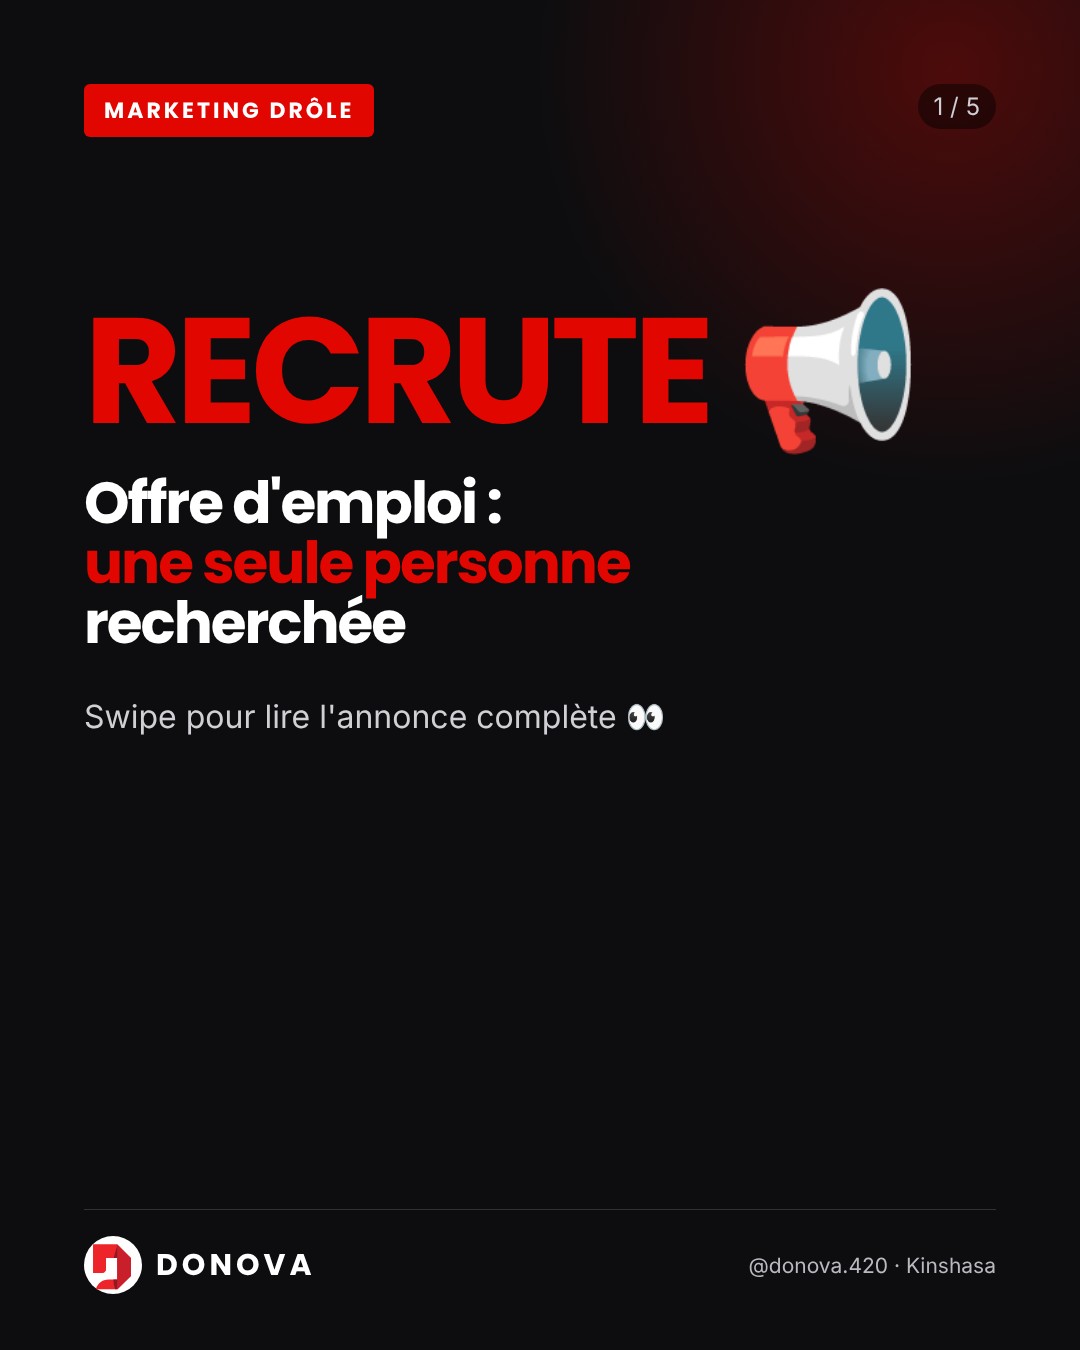 MARKETING DRÔLE
1 / 5
RECRUTE
Offre d'emploi :
une seule personne
recherchée
Swipe pour lire l'annonce complète 👀
DONOVA
@donova.420 · Kinshasa